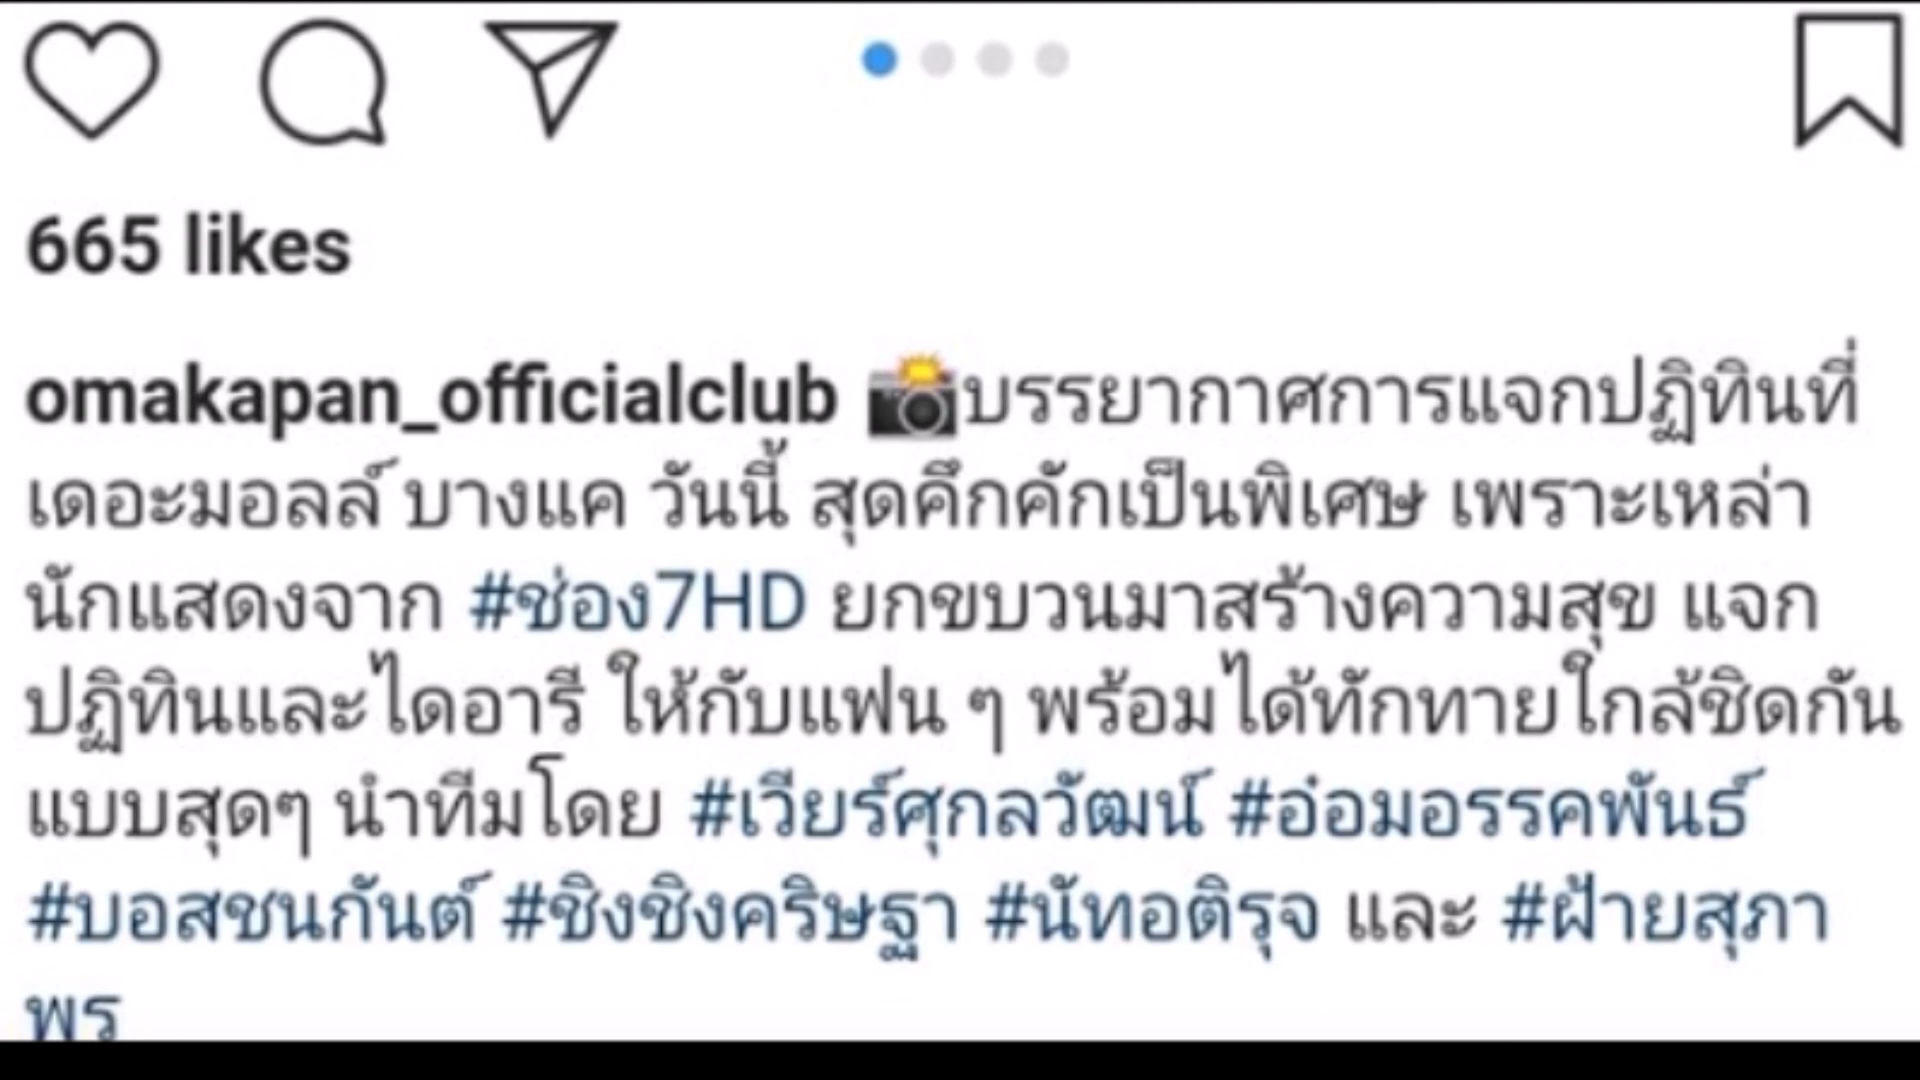 665 likes
omakapan_officialclub 📸บรรยากาศการแจกปฏิทินที่
เดอะมอลล์ บางแค วันนี้ สุดคึกคักเป็นพิเศษ เพราะเหล่า
นักแสดงจาก #ช่อง7HD ยกขบวนมาสร้างความสุข แจก
ปฏิทินและไดอารี ให้กับแฟน ๆ พร้อมได้ทักทายใกล้ชิดกัน
แบบสุดๆ นำทีมโดย #เวียร์ศุกลวัฒน์ #อ๋อมอรรคพันธ์
#บอสชนกันต์ #ชิงชิงคริษฐา #นัทอติรุจ และ #ฝ้ายสุภา
พร